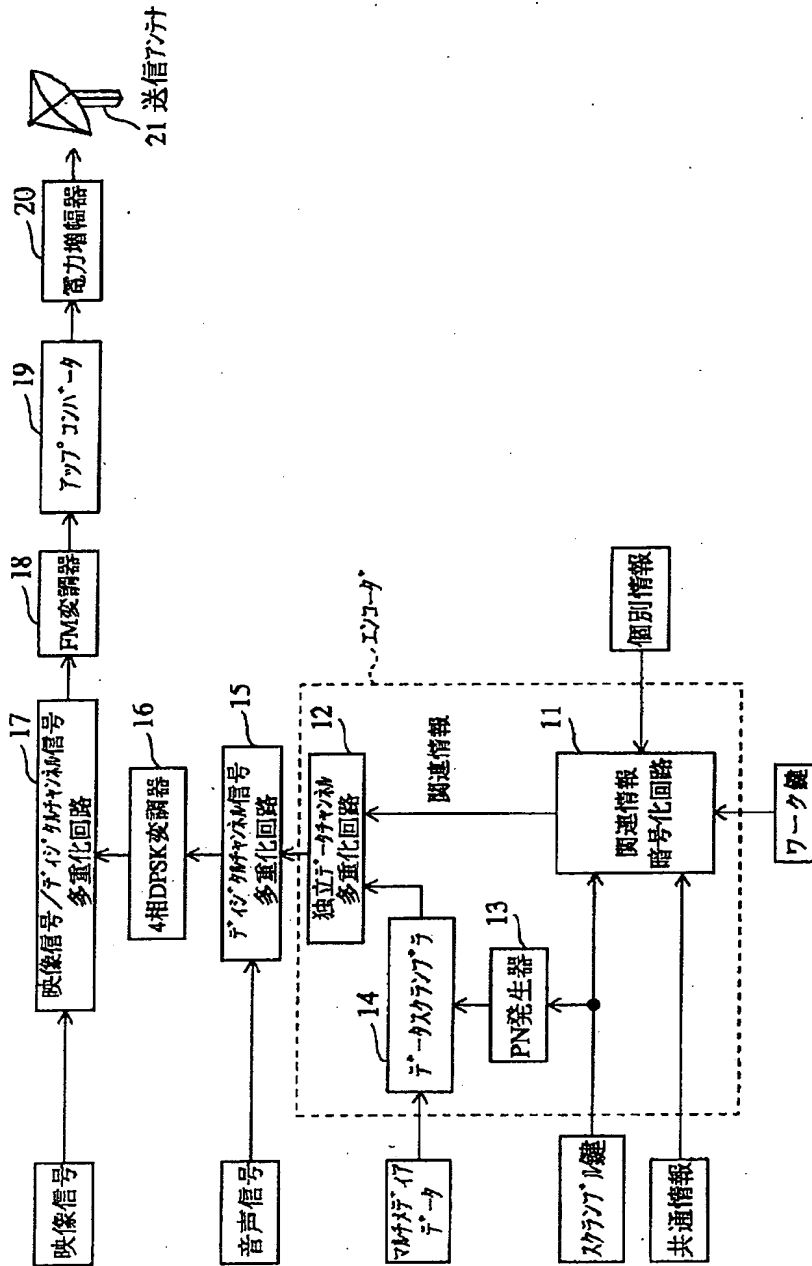 映像信号
17
映像信号/ディジタルチャンネル信号
多重化回路
18
FM変調器
19
アップコンバータ
20
電力増幅器
21 送信アンテナ
16
4相DPSK変調器
音声信号
15
ディジタルチャンネル信号
多重化回路
エンコーダ
12
独立データチャンネル
多重化回路
関連情報
マルチメディア
データ
14
データスクランブラ
13
PN発生器
11
関連情報
暗号化回路
個別情報
スクランブル鍵
共通情報
ワーク鍵